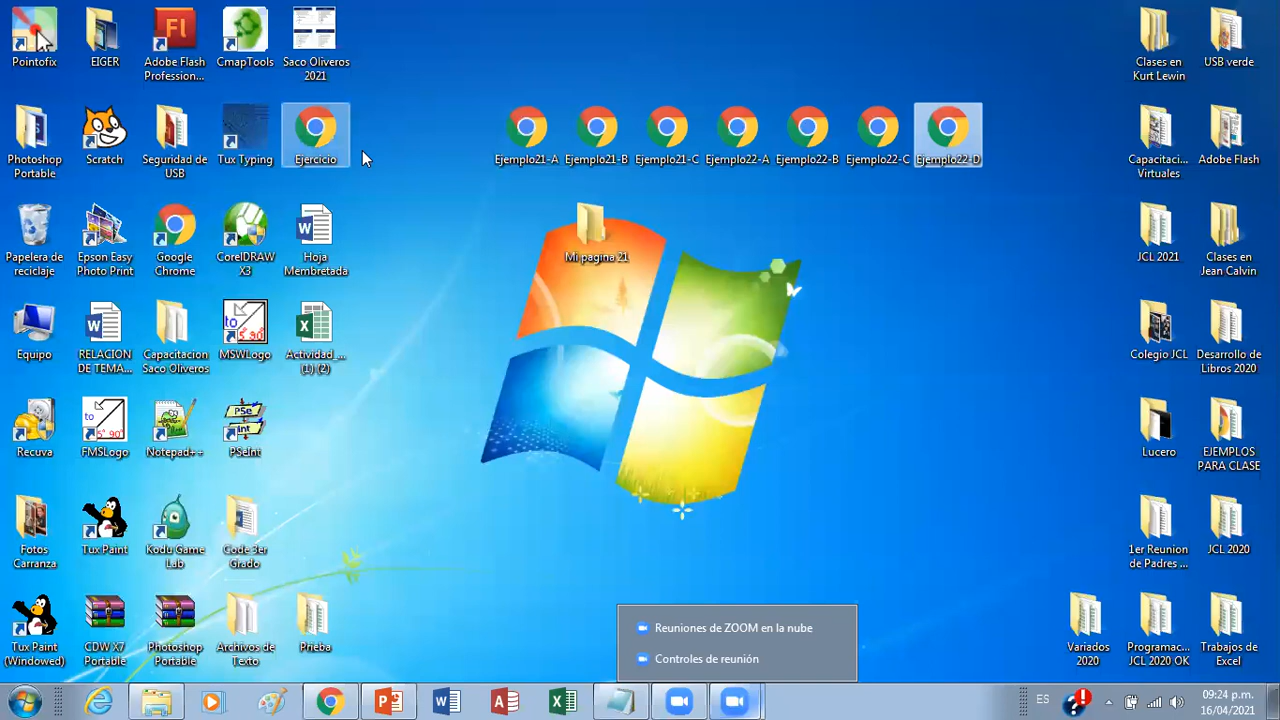 Pointofix
EIGER
Adobe Flash
Profession...
CmapTools
Saco Oliveros
2021
Clases en
Kurt Lewin
USB verde
Photoshop
Portable
Scratch
Seguridad de
USB
Tux Typing
Ejercicio
Ejemplo21-A
Ejemplo21-B
Ejemplo21-C
Ejemplo22-A
Ejemplo22-B
Ejemplo22-C
Ejemplo22-D
Capacitaci...
Virtuales
Adobe Flash
Papelera de
reciclaje
Epson Easy
Photo Print
Google
Chrome
CorelDRAW
X3
Hoja
Membretada
Mi pagina 21
JCL 2021
Clases en
Jean Calvin
Equipo
RELACION
DE TEMA...
Capacitacion
Saco Oliveros
MSWLogo
Actividad_...
(1) (2)
Colegio JCL
Desarrollo de
Libros 2020
Recuva
FMSLogo
Notepad++
PSeInt
Lucero
EJEMPLOS
PARA CLASE
Fotos
Carranza
Tux Paint
Kodu Game
Lab
Code 3er
Grado
1er Reunion
de Padres ...
JCL 2020
Tux Paint
(Windowed)
CDW X7
Portable
Photoshop
Portable
Archivos de
Texto
Prueba
Reuniones de ZOOM en la nube
Controles de reunión
Variados
2020
Programac...
JCL 2020 OK
Trabajos de
Excel
ES
09:24 p.m.
16/04/2021